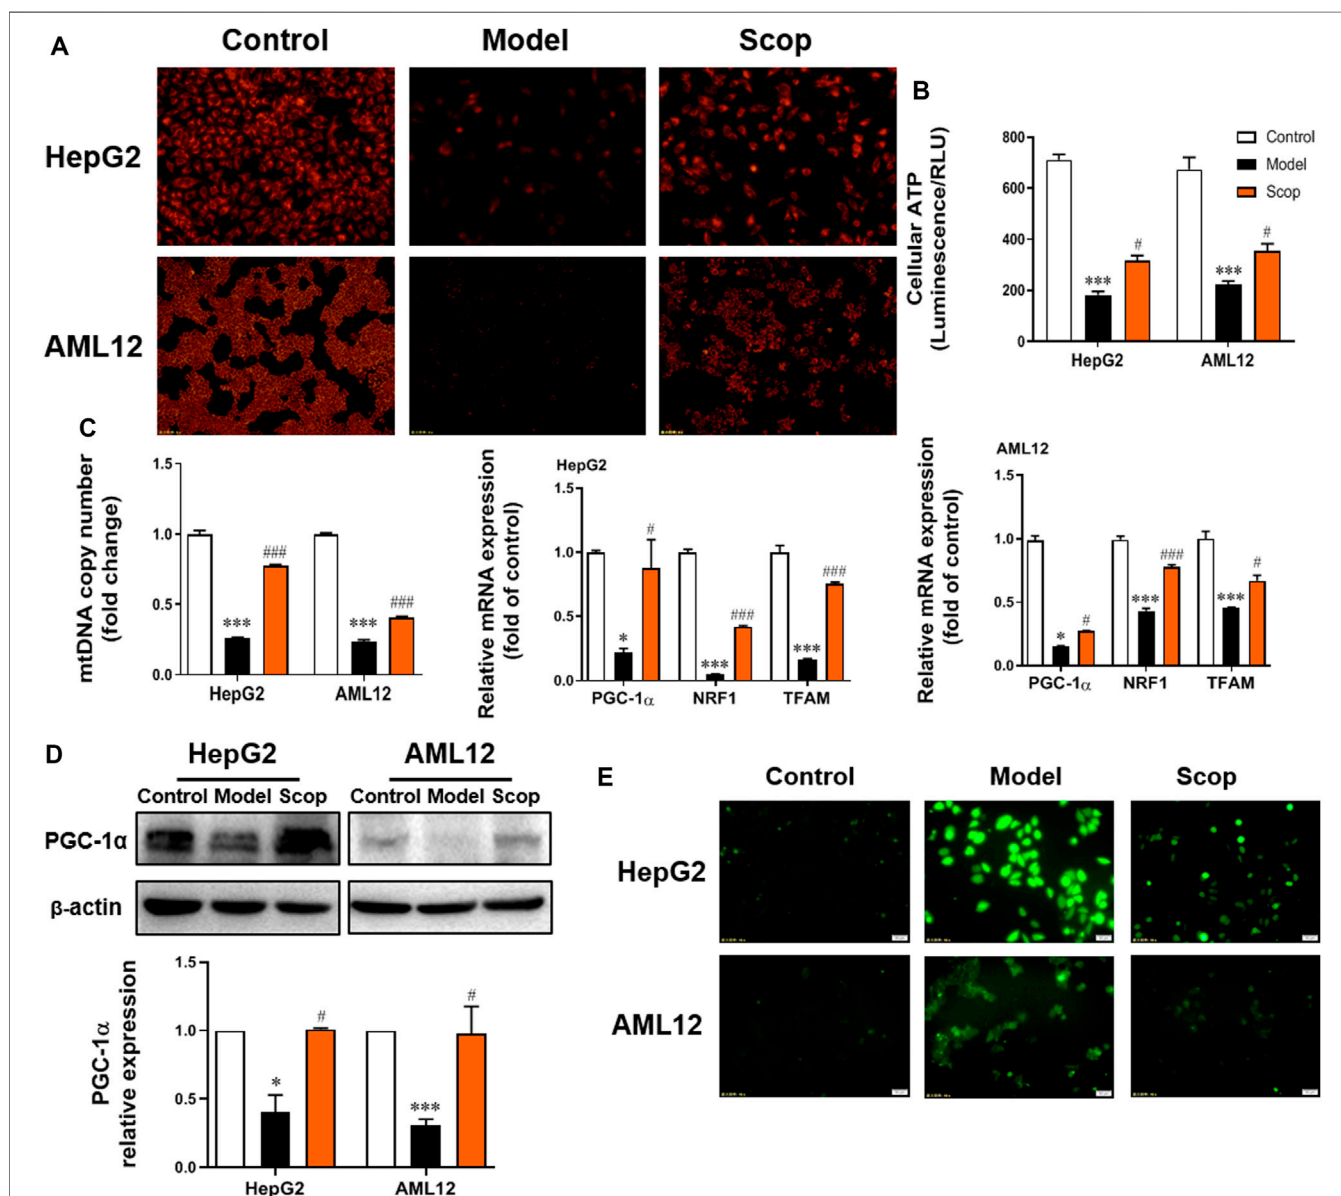 A
Control Model Scop
HepG2
AML12
B
Cellular ATP
(Luminescence/RLU)
800
600
400
200
0
Control
Model
Scop
***
#
***
#
HepG2 AML12
C
mtDNA copy number
(fold change)
1.5
1.0
0.5
0.0
***
###
***
###
HepG2 AML12
HepG2
Relative mRNA expression
(fold of control)
1.5
1.0
0.5
0.0
*
#
***
###
***
###
PGC-1α NRF1 TFAM
AML12
Relative mRNA expression
(fold of control)
1.5
1.0
0.5
0.0
*
#
***
###
***
#
PGC-1α NRF1 TFAM
D
HepG2 AML12
Control Model Scop Control Model Scop
PGC-1α
β-actin
PGC-1α
relative expression
1.5
1.0
0.5
0.0
*
#
***
#
HepG2 AML12
E
Control Model Scop
HepG2
AML12